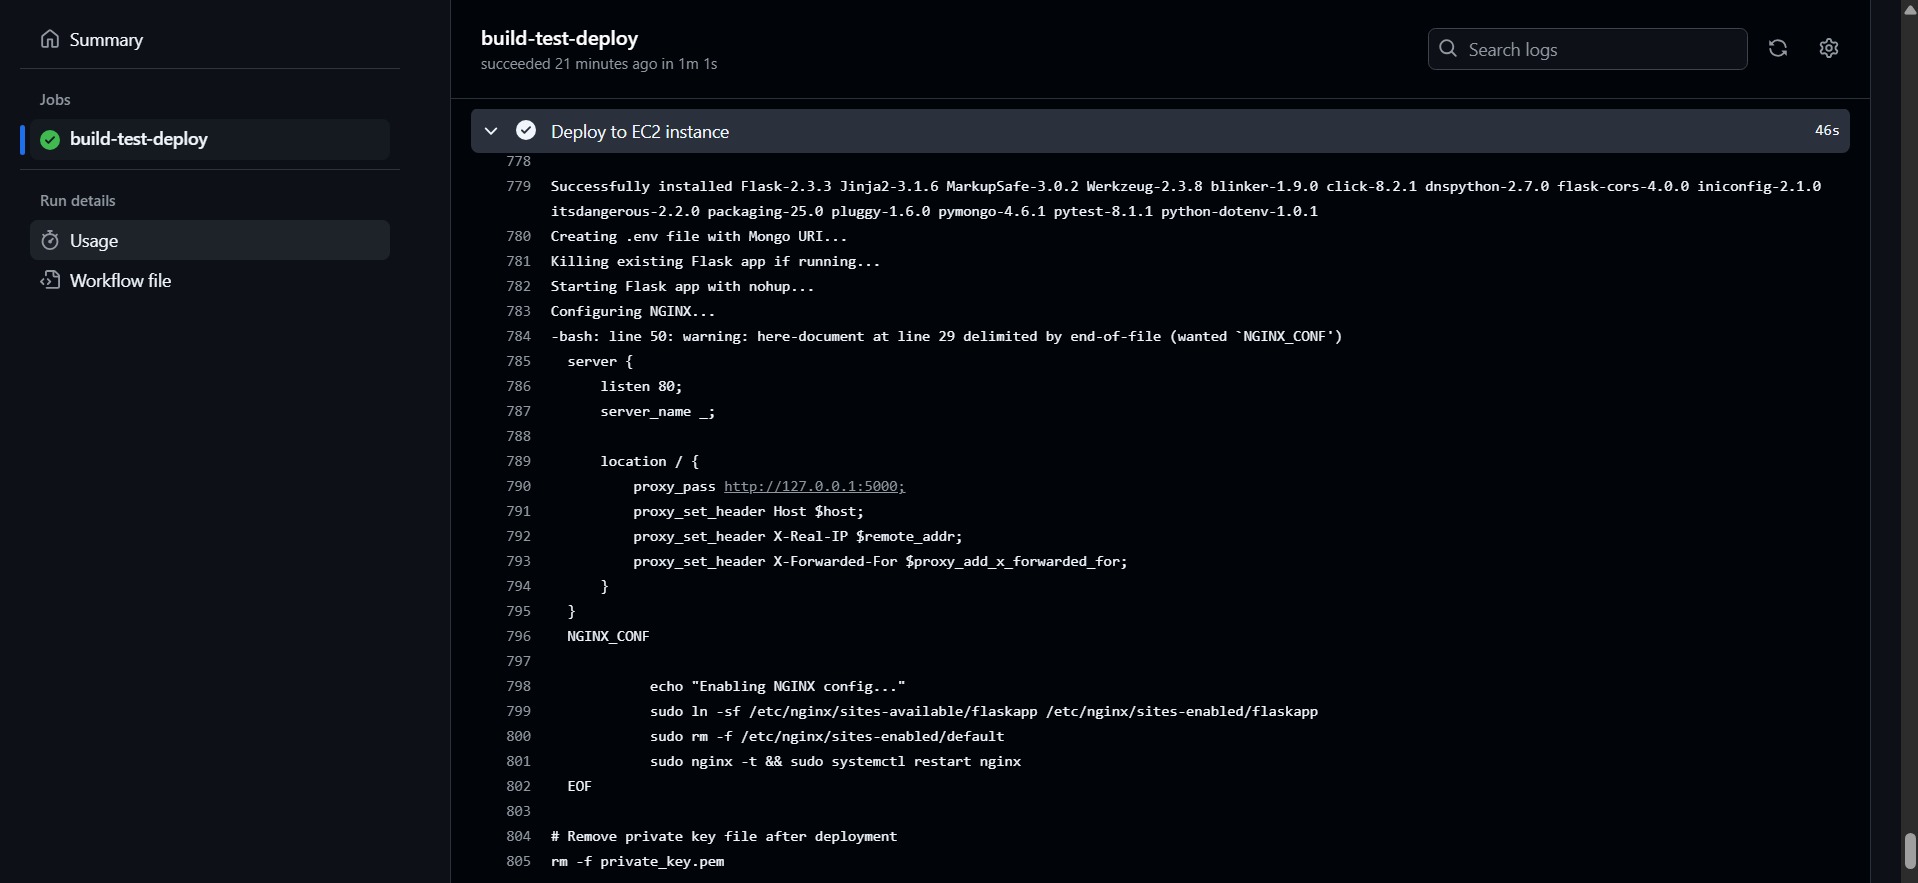 Summary
Jobs
build-test-deploy
Run details
Usage
Workflow file
build-test-deploy
succeeded 21 minutes ago in 1m 1s
Search logs
Deploy to EC2 instance 46s
778
779 Successfully installed Flask-2.3.3 Jinja2-3.1.6 MarkupSafe-3.0.2 Werkzeug-2.3.8 blinker-1.9.0 click-8.2.1 dnspython-2.7.0 flask-cors-4.0.0 iniconfig-2.1.0
itsdangerous-2.2.0 packaging-25.0 pluggy-1.6.0 pymongo-4.6.1 pytest-8.1.1 python-dotenv-1.0.1
780 Creating .env file with Mongo URI...
781 Killing existing Flask app if running...
782 Starting Flask app with nohup...
783 Configuring NGINX...
784 -bash: line 50: warning: here-document at line 29 delimited by end-of-file (wanted `NGINX_CONF')
785 server {
786 listen 80;
787 server_name _;
788
789 location / {
790 proxy_pass http://127.0.0.1:5000;
791 proxy_set_header Host $host;
792 proxy_set_header X-Real-IP $remote_addr;
793 proxy_set_header X-Forwarded-For $proxy_add_x_forwarded_for;
794 }
795 }
796 NGINX_CONF
797
798 echo "Enabling NGINX config..."
799 sudo ln -sf /etc/nginx/sites-available/flaskapp /etc/nginx/sites-enabled/flaskapp
800 sudo rm -f /etc/nginx/sites-enabled/default
801 sudo nginx -t && sudo systemctl restart nginx
802 EOF
803
804 # Remove private key file after deployment
805 rm -f private_key.pem